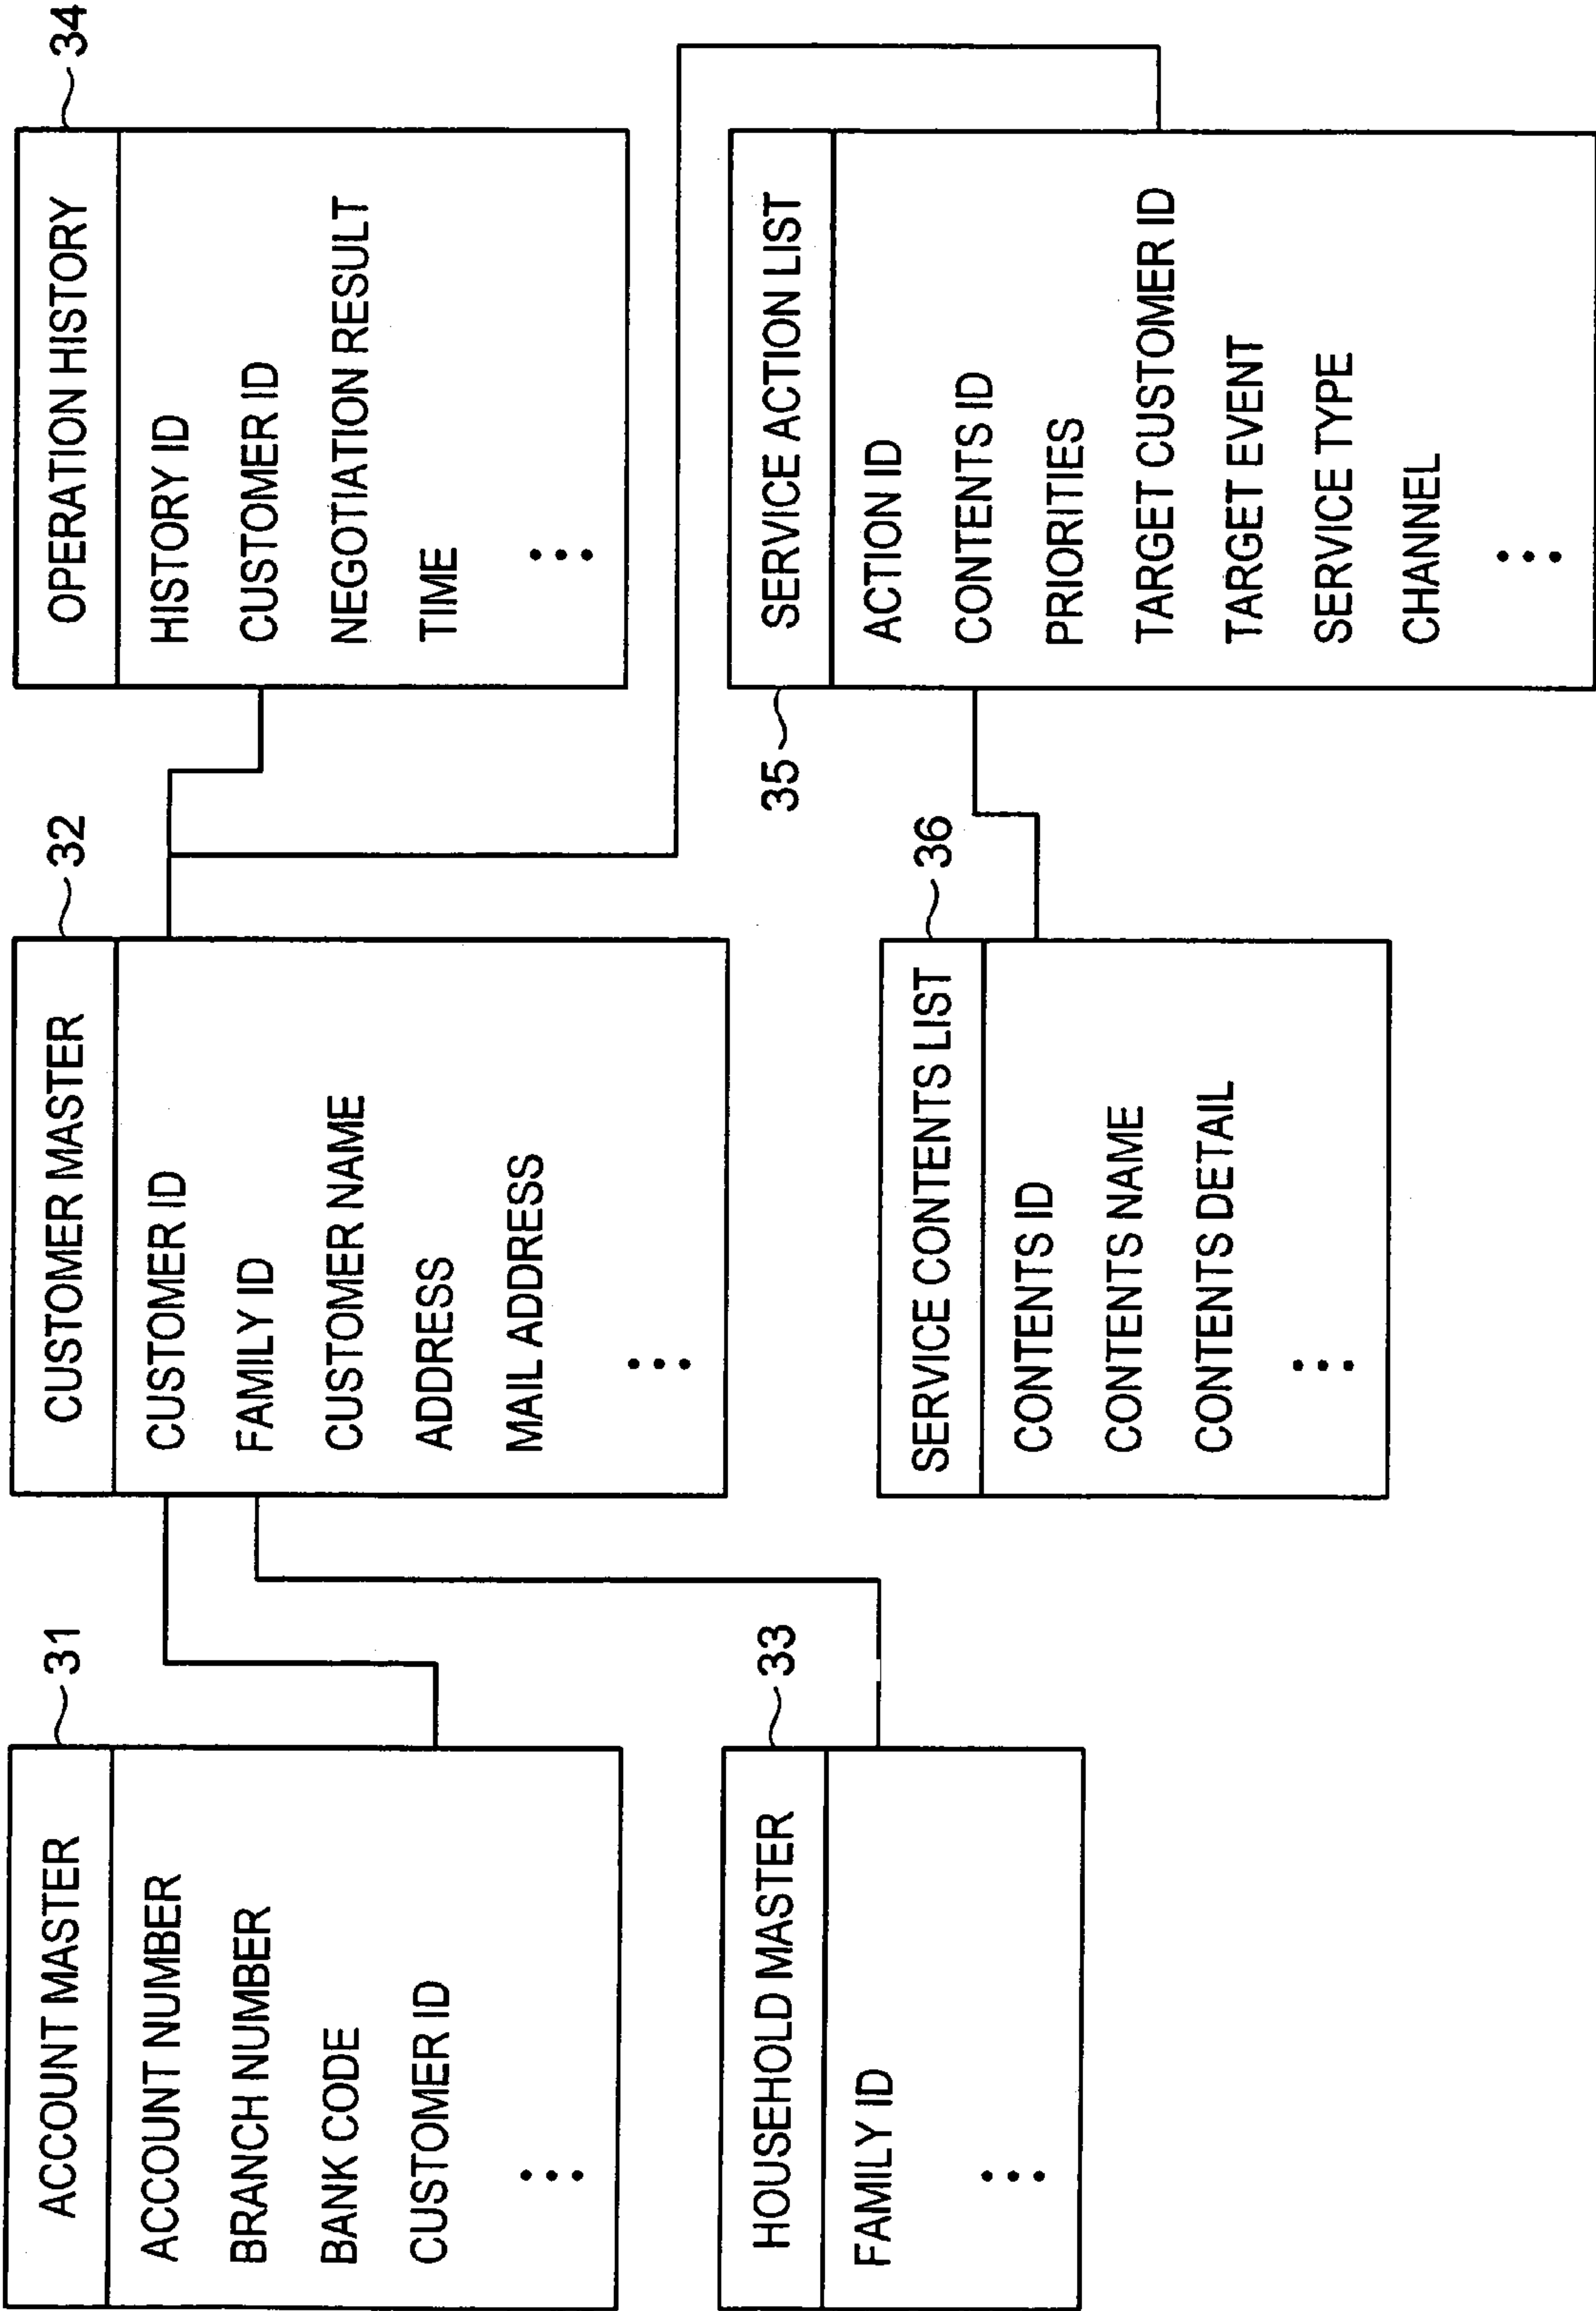 31
ACCOUNT MASTER
ACCOUNT NUMBER
BRANCH NUMBER
BANK CODE
CUSTOMER ID
...
32
CUSTOMER MASTER
CUSTOMER ID
FAMILY ID
CUSTOMER NAME
ADDRESS
MAIL ADDRESS
...
34
OPERATION HISTORY
HISTORY ID
CUSTOMER ID
NEGOTIATION RESULT
TIME
...
33
HOUSEHOLD MASTER
FAMILY ID
...
36
SERVICE CONTENTS LIST
CONTENTS ID
CONTENTS NAME
CONTENTS DETAIL
...
35
SERVICE ACTION LIST
ACTION ID
CONTENTS ID
PRIORITIES
TARGET CUSTOMER ID
TARGET EVENT
SERVICE TYPE
CHANNEL
...